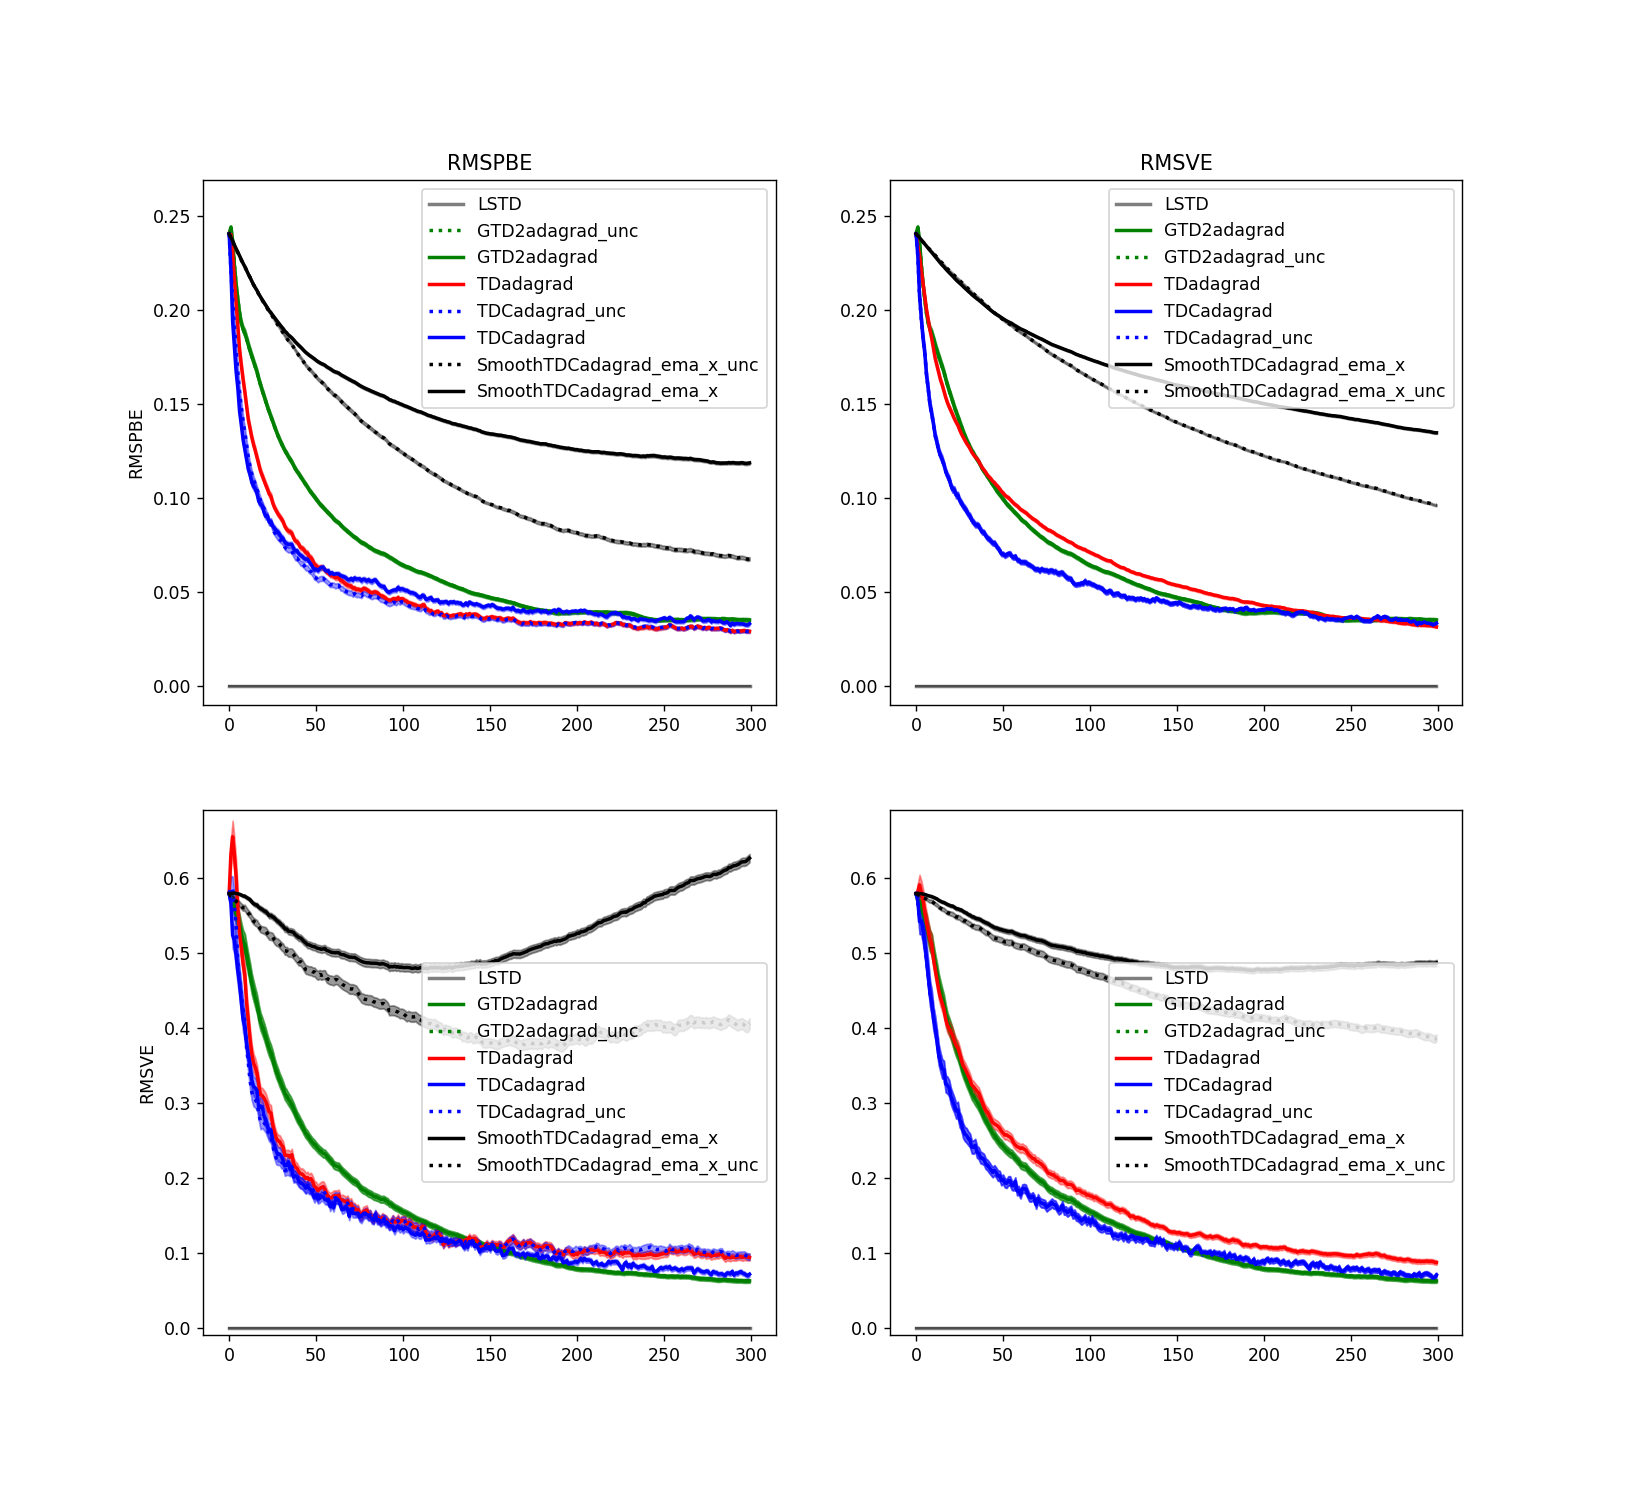 RMSPBE
RMSVE
RMSPBE
0.25
0.20
0.15
0.10
0.05
0.00
0 50 100 150 200 250 300
LSTD
GTD2adagrad_unc
GTD2adagrad
TDadagrad
TDCadagrad_unc
TDCadagrad
SmoothTDCadagrad_ema_x_unc
SmoothTDCadagrad_ema_x
0.25
0.20
0.15
0.10
0.05
0.00
0 50 100 150 200 250 300
LSTD
GTD2adagrad
GTD2adagrad_unc
TDadagrad
TDCadagrad
TDCadagrad_unc
SmoothTDCadagrad_ema_x
SmoothTDCadagrad_ema_x_unc
RMSVE
0.6
0.5
0.4
0.3
0.2
0.1
0.0
0 50 100 150 200 250 300
LSTD
GTD2adagrad
GTD2adagrad_unc
TDadagrad
TDCadagrad
TDCadagrad_unc
SmoothTDCadagrad_ema_x
SmoothTDCadagrad_ema_x_unc
0.6
0.5
0.4
0.3
0.2
0.1
0.0
0 50 100 150 200 250 300
LSTD
GTD2adagrad
GTD2adagrad_unc
TDadagrad
TDCadagrad
TDCadagrad_unc
SmoothTDCadagrad_ema_x
SmoothTDCadagrad_ema_x_unc